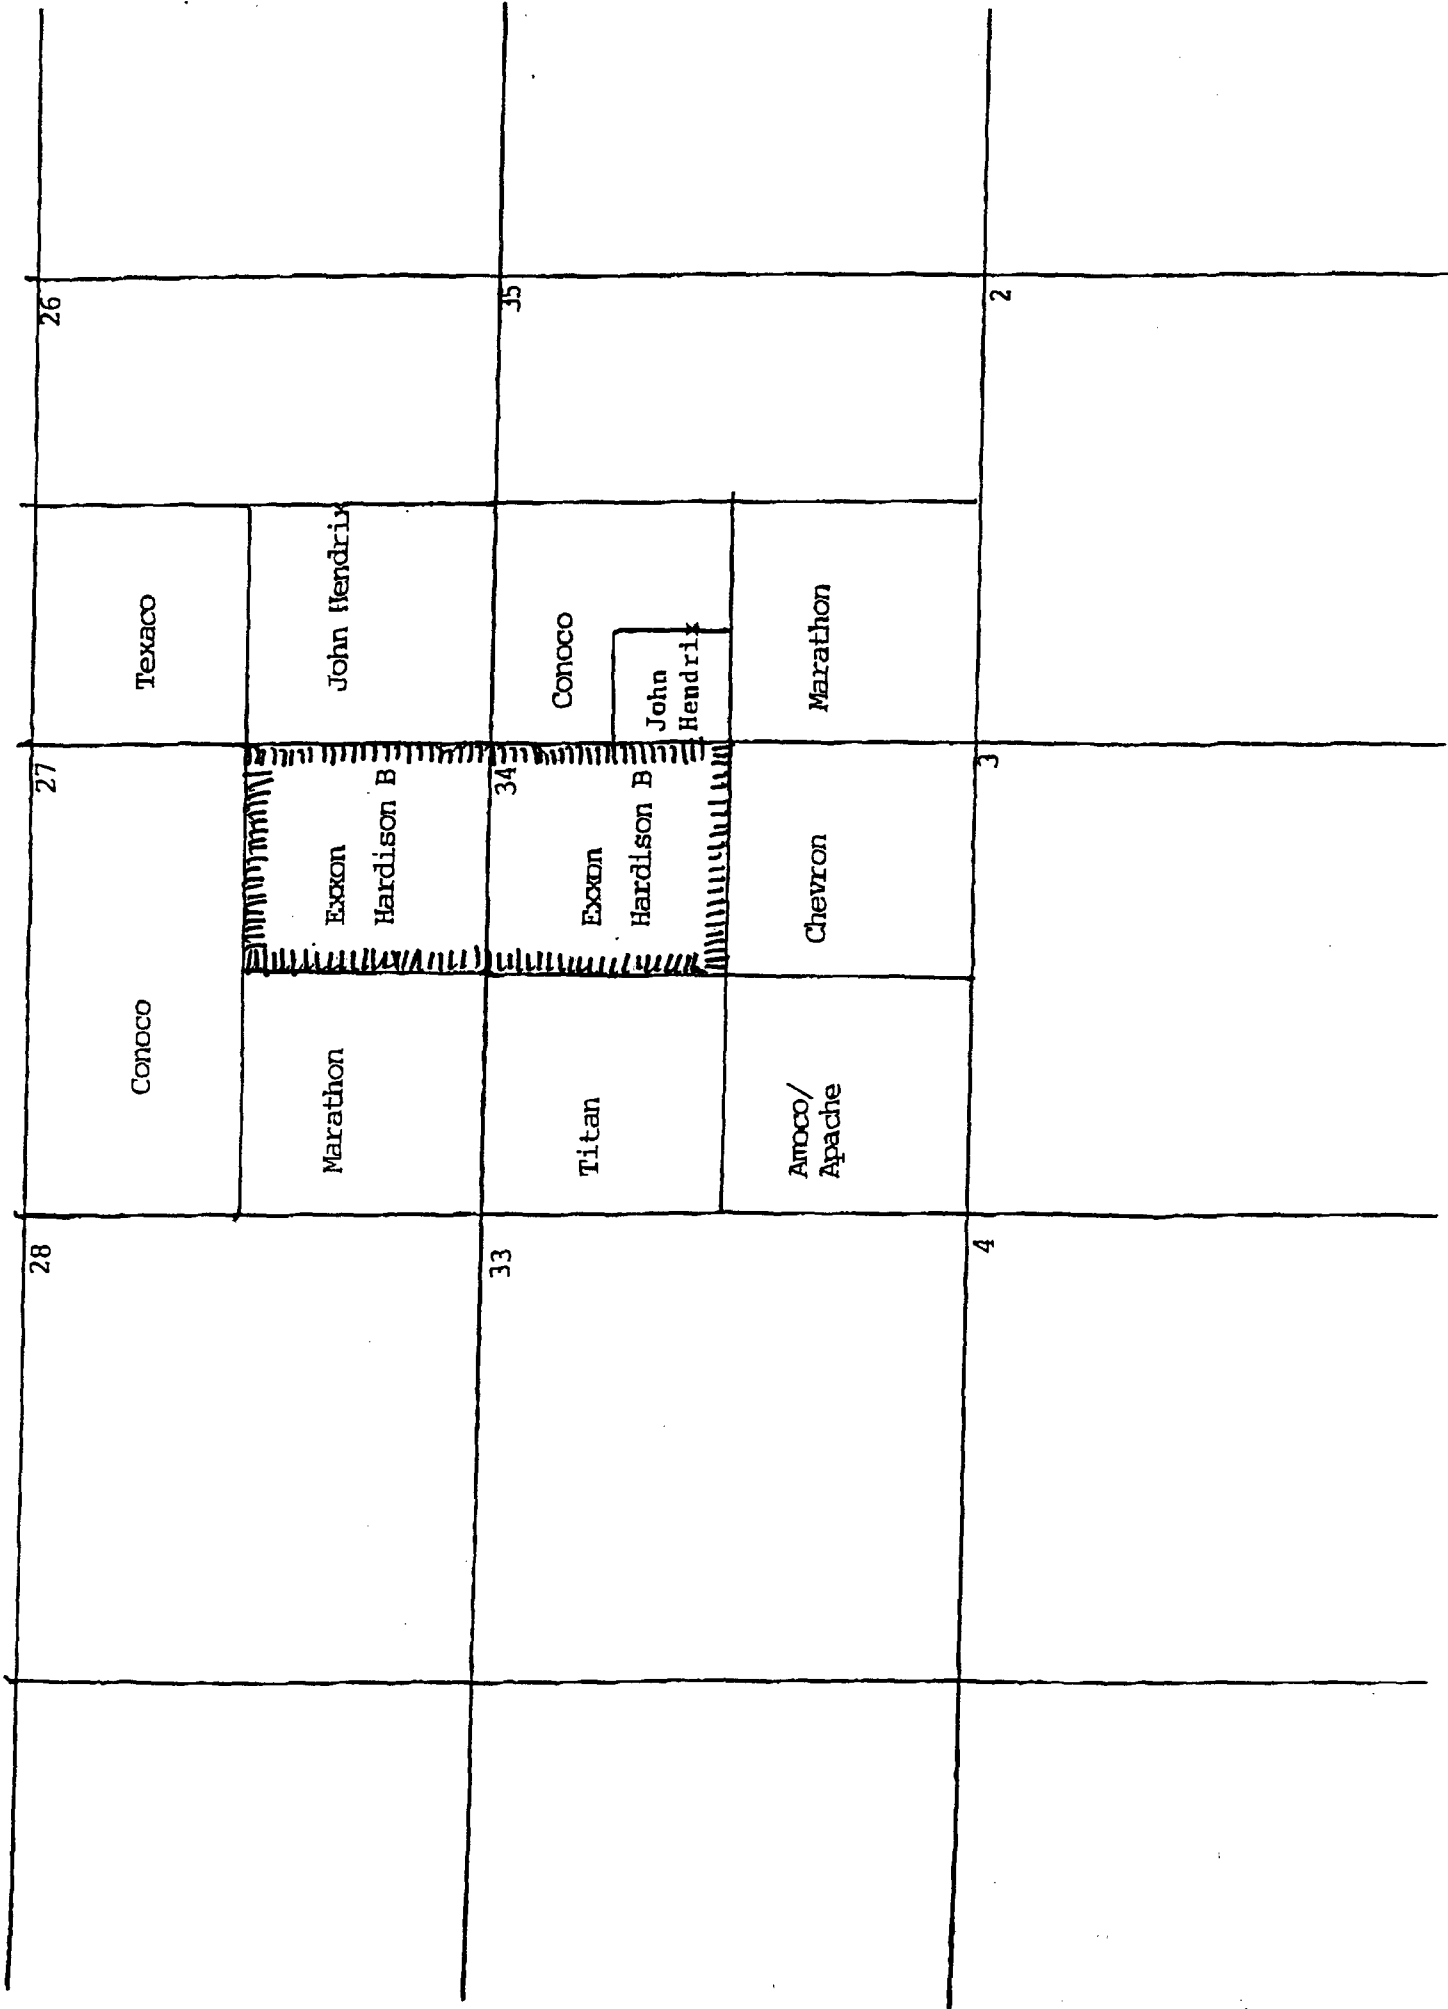 28
27
26
Conoco
Texaco
Marathon
Exxon
Hardison B
John Hendrix
33
34
35
Titan
Exxon
Hardison B
Conoco
John
Hendrix
Amoco/
Apache
Chevron
Marathon
4
3
2